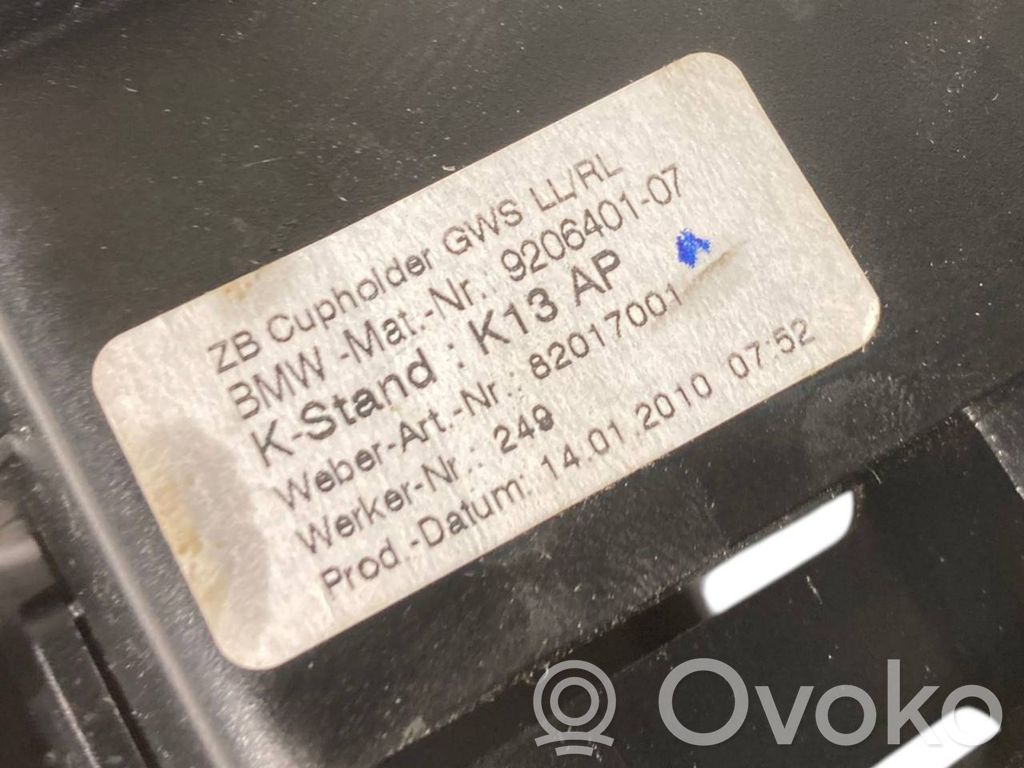 ZB Cupholder GWS LL/RL
BMW -Mat.-Nr. 9206401-07
K-Stand : K13 AP
Weber-Art.-Nr.: 82017001
Werker-Nr.: 249
Prod.-Datum: 14.01.2010 07:52
Ovoko